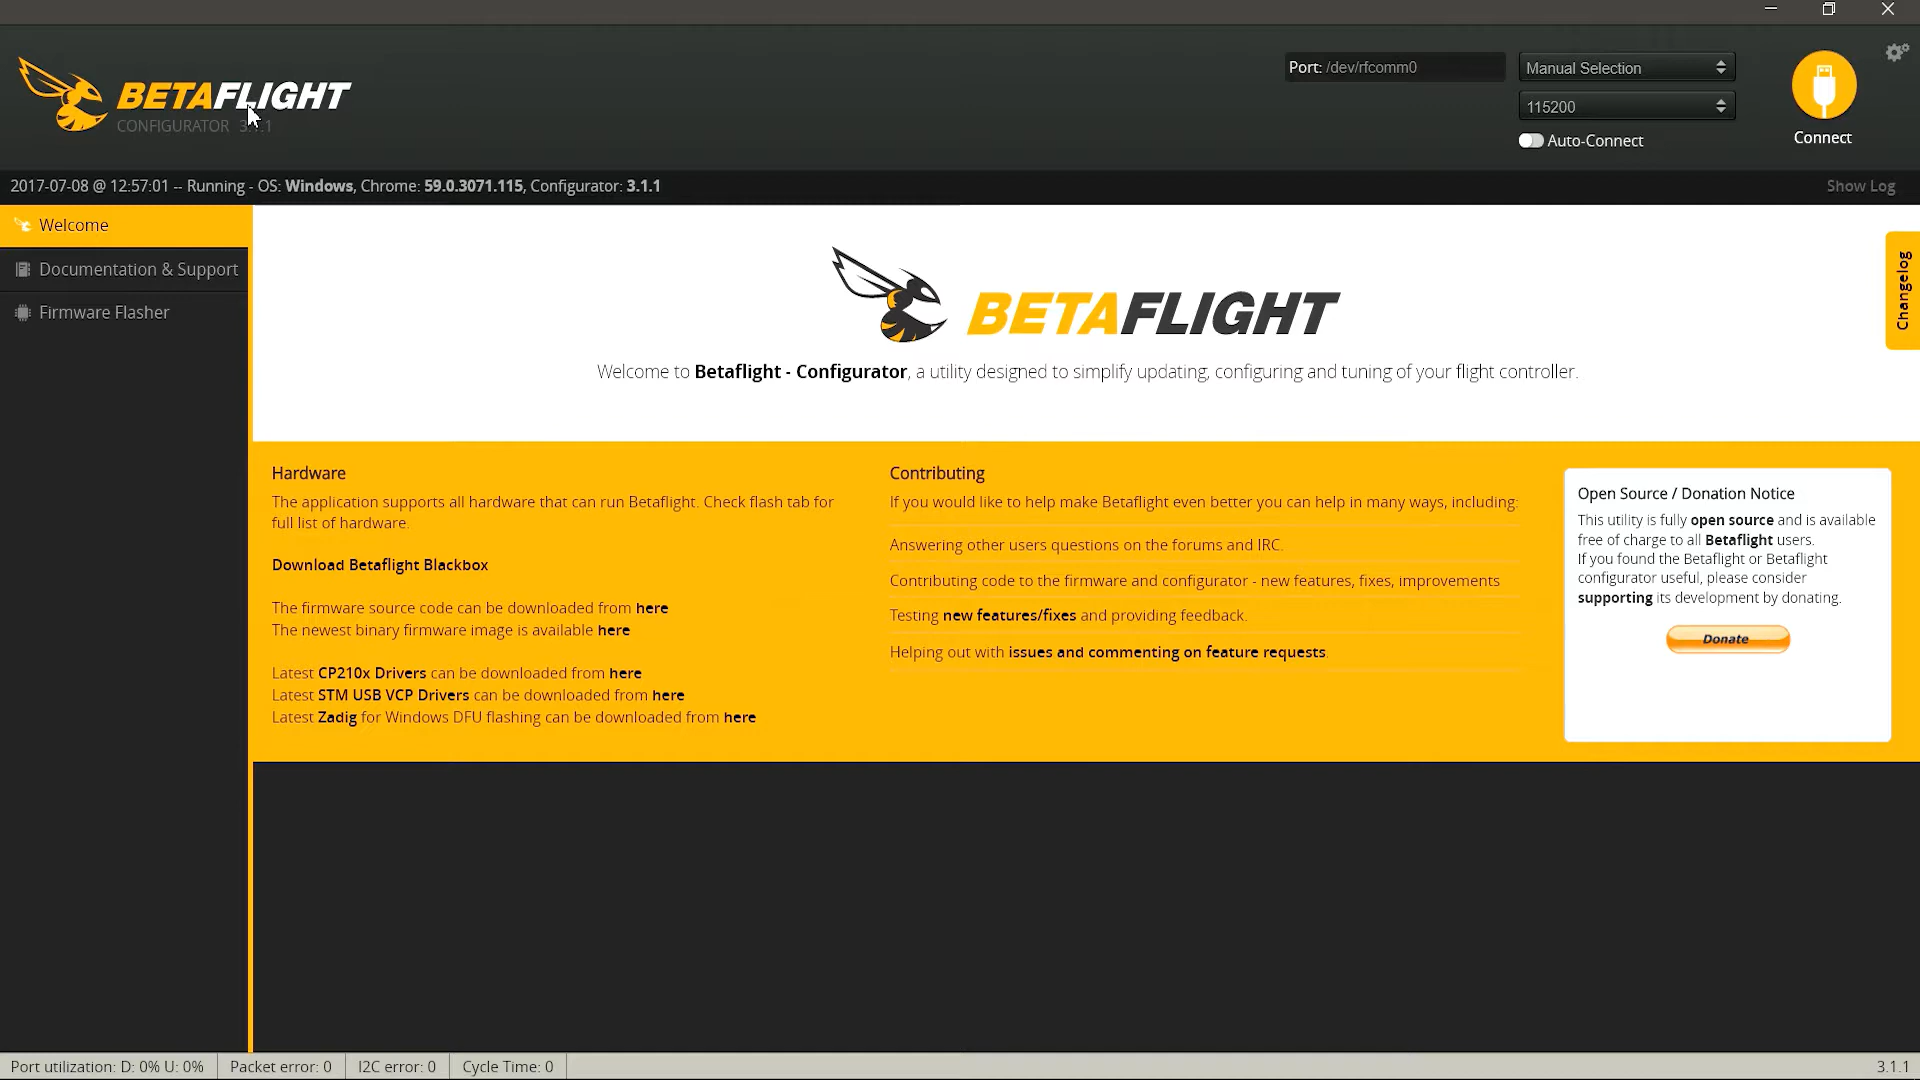 BETAFLIGHT
CONFIGURATOR 3.1.1
Port: /dev/rfcomm0
Manual Selection
115200
Auto-Connect
Connect
2017-07-08 @ 12:57:01 -- Running - OS: Windows, Chrome: 59.0.3071.115, Configurator: 3.1.1
Show Log
Welcome
Documentation & Support
Firmware Flasher
BETAFLIGHT
Welcome to Betaflight - Configurator, a utility designed to simplify updating, configuring and tuning of your flight controller.
Changelog
Hardware
The application supports all hardware that can run Betaflight. Check flash tab for
full list of hardware.
Download Betaflight Blackbox
The firmware source code can be downloaded from here
The newest binary firmware image is available here
Latest CP210x Drivers can be downloaded from here
Latest STM USB VCP Drivers can be downloaded from here
Latest Zadig for Windows DFU flashing can be downloaded from here
Contributing
If you would like to help make Betaflight even better you can help in many ways, including:
Answering other users questions on the forums and IRC.
Contributing code to the firmware and configurator - new features, fixes, improvements
Testing new features/fixes and providing feedback.
Helping out with issues and commenting on feature requests.
Open Source / Donation Notice
This utility is fully open source and is available
free of charge to all Betaflight users.
If you found the Betaflight or Betaflight
configurator useful, please consider
supporting its development by donating.
Donate
Port utilization: D: 0% U: 0%
Packet error: 0
I2C error: 0
Cycle Time: 0
3.1.1